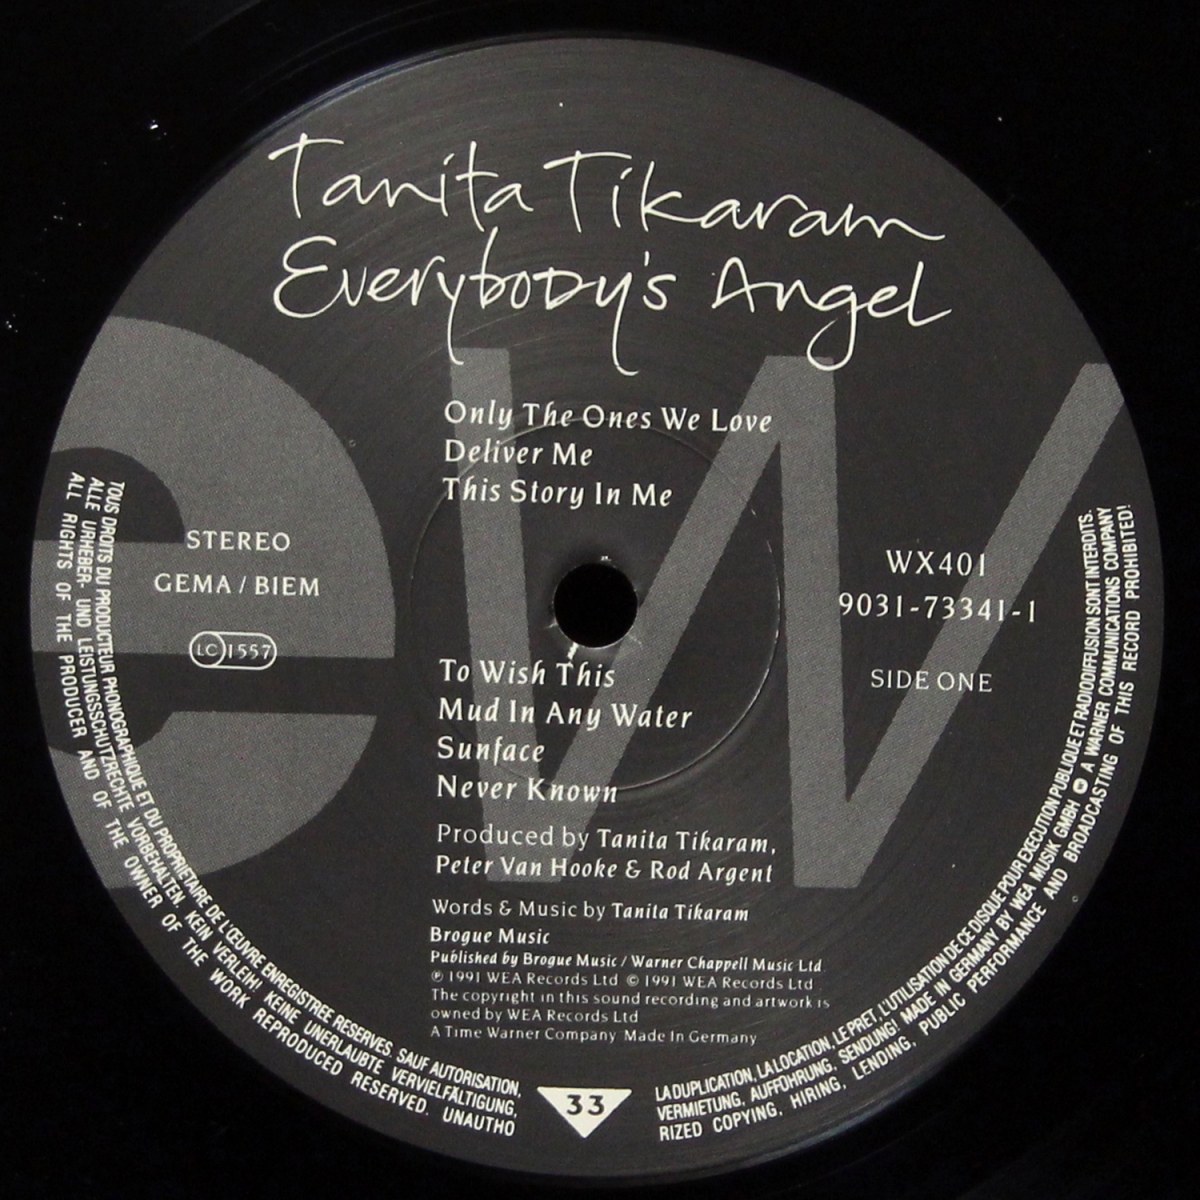 Tanita Tikaram
Everybody's Angel
Only The Ones We Love
Deliver Me
This Story In Me
STEREO
GEMA / BIEM
LC 1557
WX401
9031-73341-1
SIDE ONE
To Wish This
Mud In Any Water
Sunface
Never Known
Produced by Tanita Tikaram,
Peter Van Hooke & Rod Argent
Words & Music by Tanita Tikaram
Brogue Music
Published by Brogue Music / Warner Chappell Music Ltd
℗ 1991 WEA Records Ltd © 1991 WEA Records Ltd
The copyright in this sound recording and artwork is
owned by WEA Records Ltd
A Time Warner Company Made In Germany
33
TOUS DROITS DU PRODUCTEUR PHONOGRAPHIQUE ET DU PROPRIETAIRE DE L'ŒUVRE ENREGISTREE RESERVES. SAUF AUTORISATION,
LA DUPLICATION, LA LOCATION, LE PRET, L'UTILISATION DE CE DISQUE POUR EXECUTION PUBLIQUE ET RADIODIFFUSION SONT INTERDITS.
ALLE URHEBER- UND LEISTUNGSSCHUTZRECHTE VORBEHALTEN. KEIN VERLEIH! KEINE UNERLAUBTE VERVIELFÄLTIGUNG,
VERMIETUNG, AUFFÜHRUNG, SENDUNG! MADE IN GERMANY BY WEA MUSIK GMBH A WARNER COMMUNICATIONS COMPANY
ALL RIGHTS OF THE PRODUCER AND OF THE OWNER OF THE WORK REPRODUCED RESERVED. UNAUTHO
RIZED COPYING, HIRING, LENDING, PUBLIC PERFORMANCE AND BROADCASTING OF THIS RECORD PROHIBITED!
ew